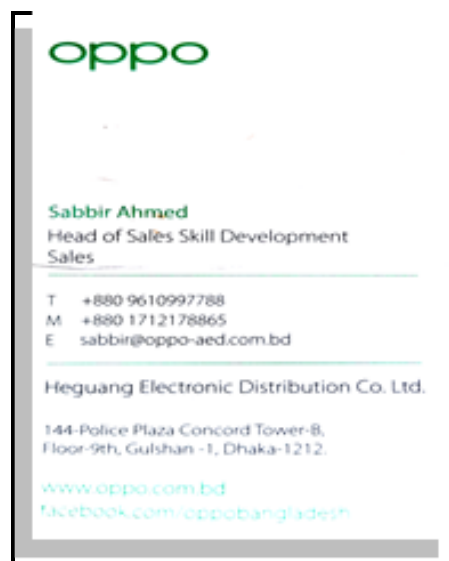 oppo
Sabbir Ahmed
Head of Sales Skill Development
Sales
T +880 9610997788
M +880 1712178865
E sabbir@oppo-aed.com.bd
Heguang Electronic Distribution Co. Ltd.
144-Police Plaza Concord Tower-B,
Floor-9th, Gulshan -1, Dhaka-1212.
www.oppo.com.bd
facebook.com/oppobangladesh